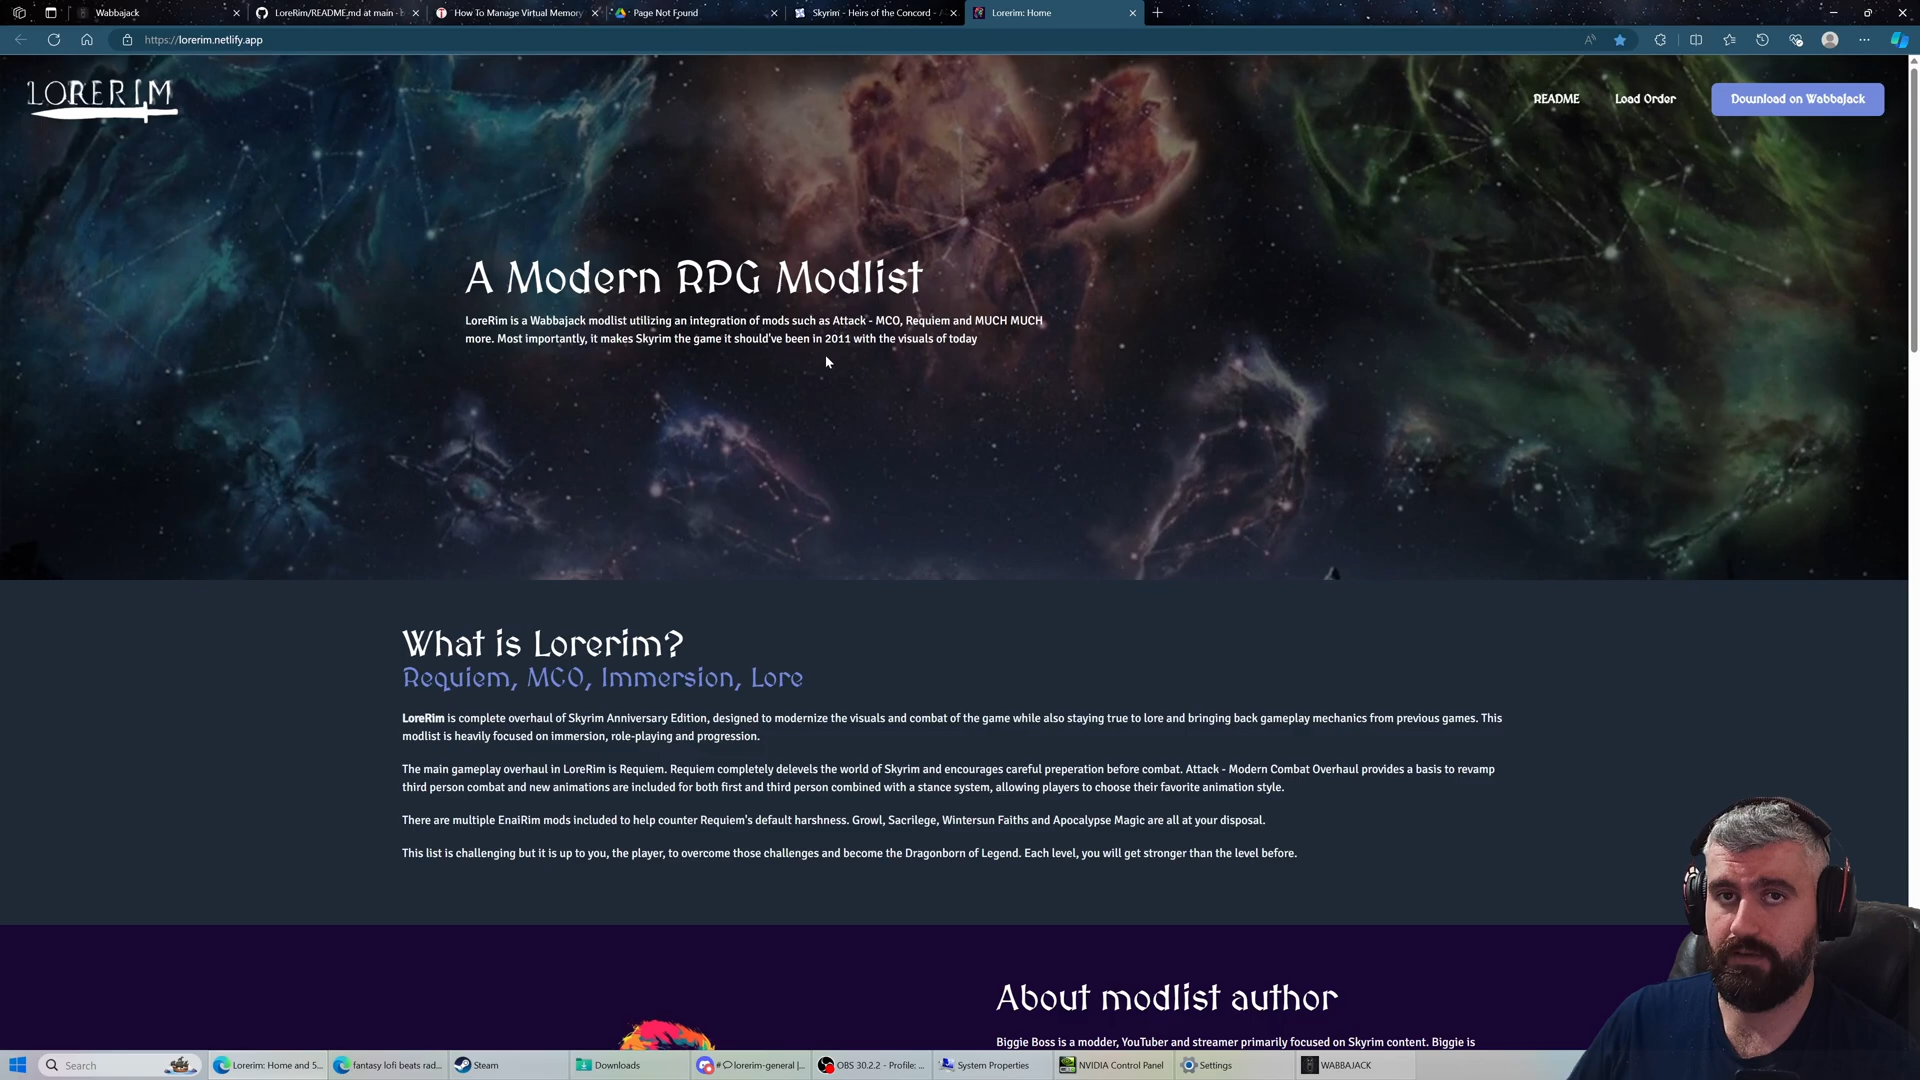 Wabbajack
LoreRim/README.md at main ·
How To Manage Virtual Memory
Page Not Found
Skyrim - Heirs of the Concord -
Lorerim: Home
https://lorerim.netlify.app
LORERIM
README
Load Order
Download on Wabbajack
A Modern RPG Modlist
LoreRim is a Wabbajack modlist utilizing an integration of mods such as Attack - MCO, Requiem and MUCH MUCH
more. Most importantly, it makes Skyrim the game it should've been in 2011 with the visuals of today
What is Lorerim?
Requiem, MCO, Immersion, Lore
LoreRim is complete overhaul of Skyrim Anniversary Edition, designed to modernize the visuals and combat of the game while also staying true to lore and bringing back gameplay mechanics from previous games. This
modlist is heavily focused on immersion, role-playing and progression.
The main gameplay overhaul in LoreRim is Requiem. Requiem completely delevels the world of Skyrim and encourages careful preperation before combat. Attack - Modern Combat Overhaul provides a basis to revamp
third person combat and new animations are included for both first and third person combined with a stance system, allowing players to choose their favorite animation style.
There are multiple EnaiRim mods included to help counter Requiem's default harshness. Growl, Sacrilege, Wintersun Faiths and Apocalypse Magic are all at your disposal.
This list is challenging but it is up to you, the player, to overcome those challenges and become the Dragonborn of Legend. Each level, you will get stronger than the level before.
About modlist author
Biggie Boss is a modder, YouTuber and streamer primarily focused on Skyrim content. Biggie is
Search
Lorerim: Home and 5...
fantasy lofi beats rad...
Steam
Downloads
#lorerim-general |...
OBS 30.2.2 - Profile: ...
System Properties
NVIDIA Control Panel
Settings
WABBAJACK